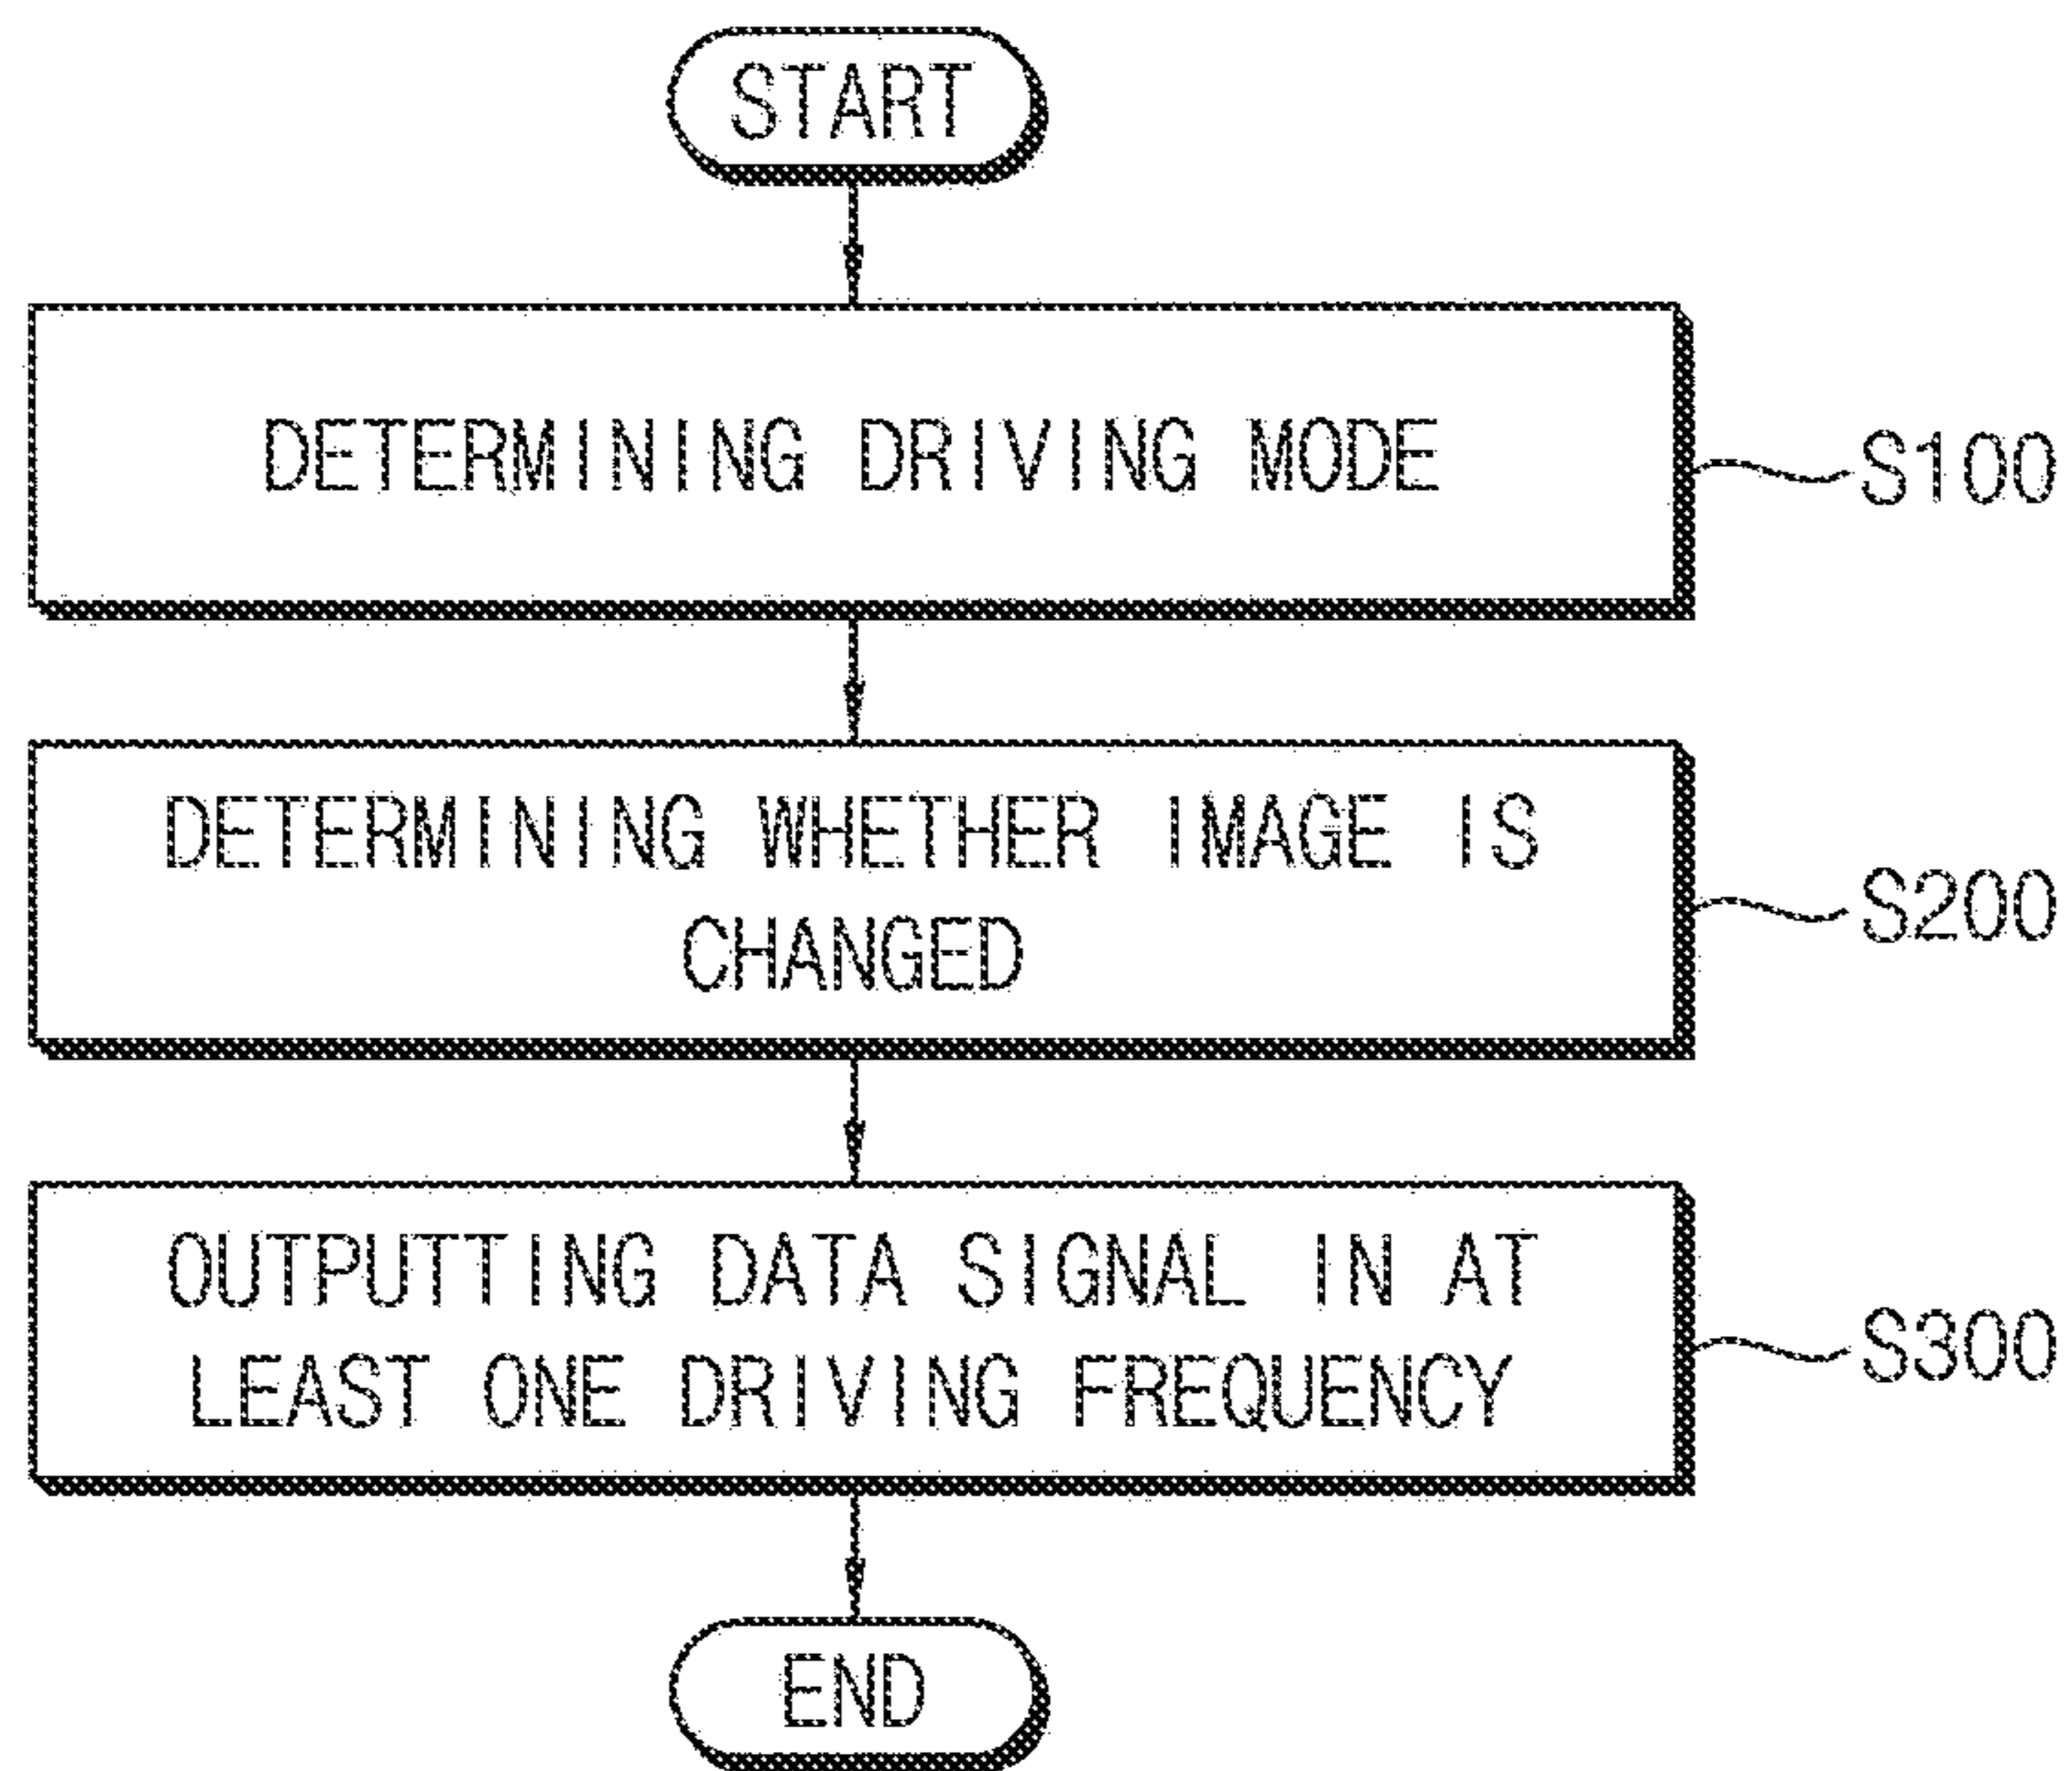 START
DETERMINING DRIVING MODE
S100
DETERMINING WHETHER IMAGE IS
CHANGED
S200
OUTPUTTING DATA SIGNAL IN AT
LEAST ONE DRIVING FREQUENCY
S300
END